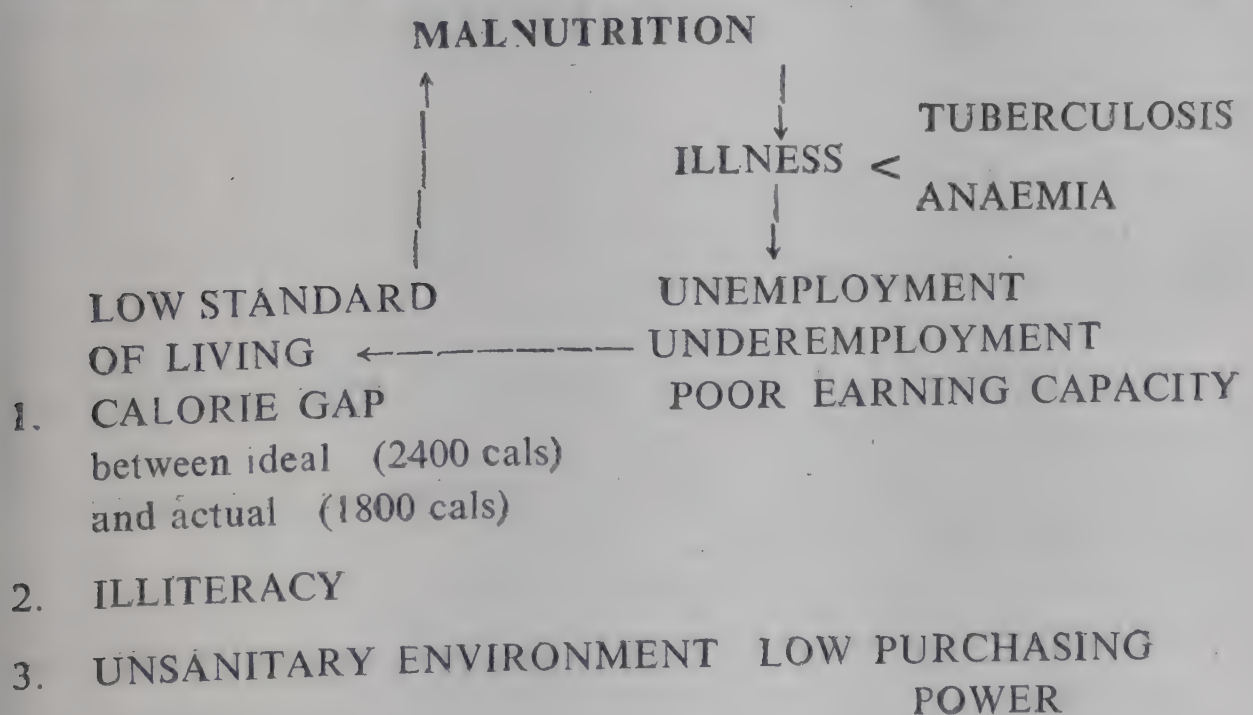 MALNUTRITION
TUBERCULOSIS
ILLNESS <
ANAEMIA
LOW STANDARD
OF LIVING
UNEMPLOYMENT
UNDEREMPLOYMENT
POOR EARNING CAPACITY
1. CALORIE GAP
between ideal (2400 cals)
and actual (1800 cals)
2. ILLITERACY
3. UNSANITARY ENVIRONMENT LOW PURCHASING
POWER